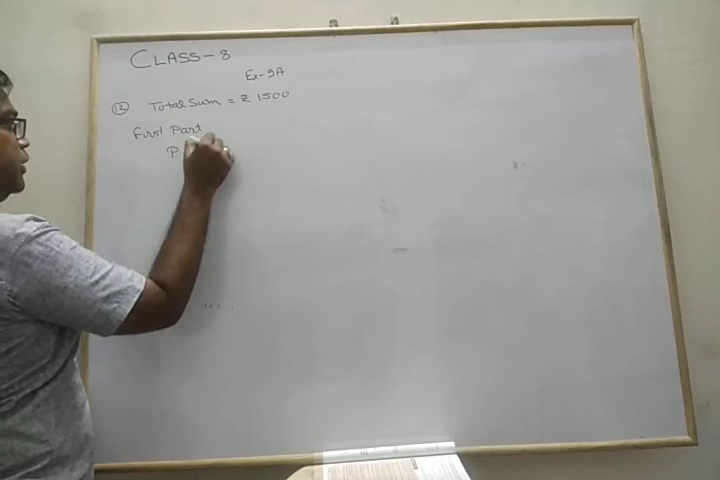 CLASS-8
Ex-9A
(12) Total Sum = ₹ 1500
First Part
P